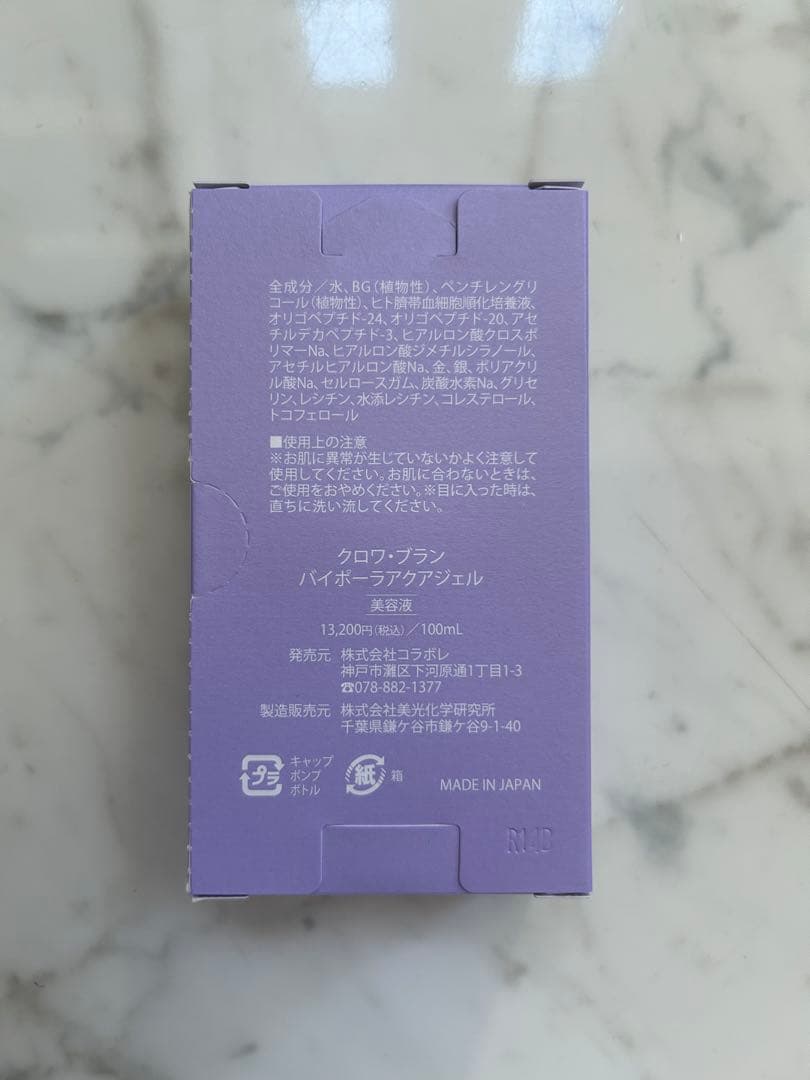 全成分／水、BG（植物性）、ペンチレングリ
コール（植物性）、ヒト臍帯血細胞順化培養液、
オリゴペプチド-24、オリゴペプチド-20、アセ
チルデカペプチド-3、ヒアルロン酸クロスポ
リマーNa、ヒアルロン酸ジメチルシラノール、
アセチルヒアルロン酸Na、金、銀、ポリアクリ
ル酸Na、セルロースガム、炭酸水素Na、グリセ
リン、レシチン、水添レシチン、コレステロール、
トコフェロール
■使用上の注意
※お肌に異常が生じていないかよく注意して
使用してください。お肌に合わないときは、
ご使用をおやめください。※目に入った時は、
直ちに洗い流してください。
クロワ・ブラン
バイポーラアクアジェル
美容液
13,200円（税込）／100mL
発売元 株式会社コラボレ
神戸市灘区下河原通1丁目1-3
☎078-882-1377
製造販売元 株式会社美光化学研究所
千葉県鎌ケ谷市鎌ケ谷9-1-40
プラ キャップ
ポンプ
ボトル
紙 箱
MADE IN JAPAN